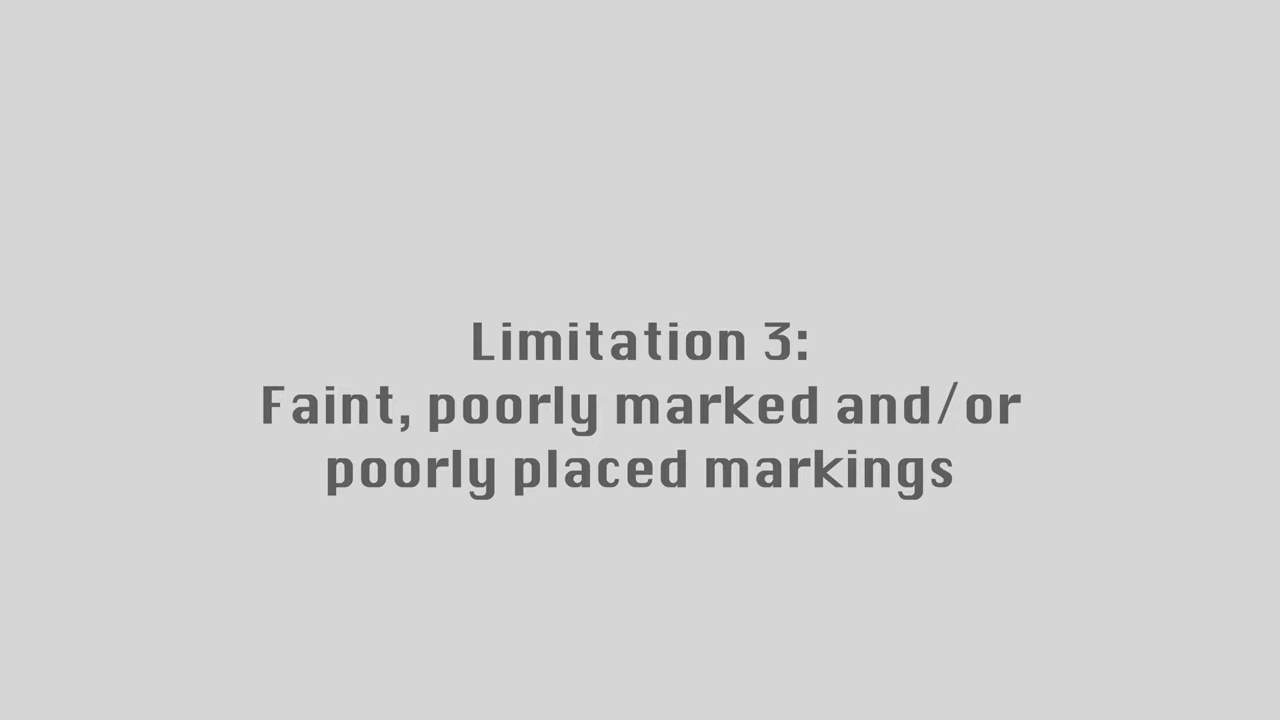 Limitation 3:
Faint, poorly marked and/or
poorly placed markings